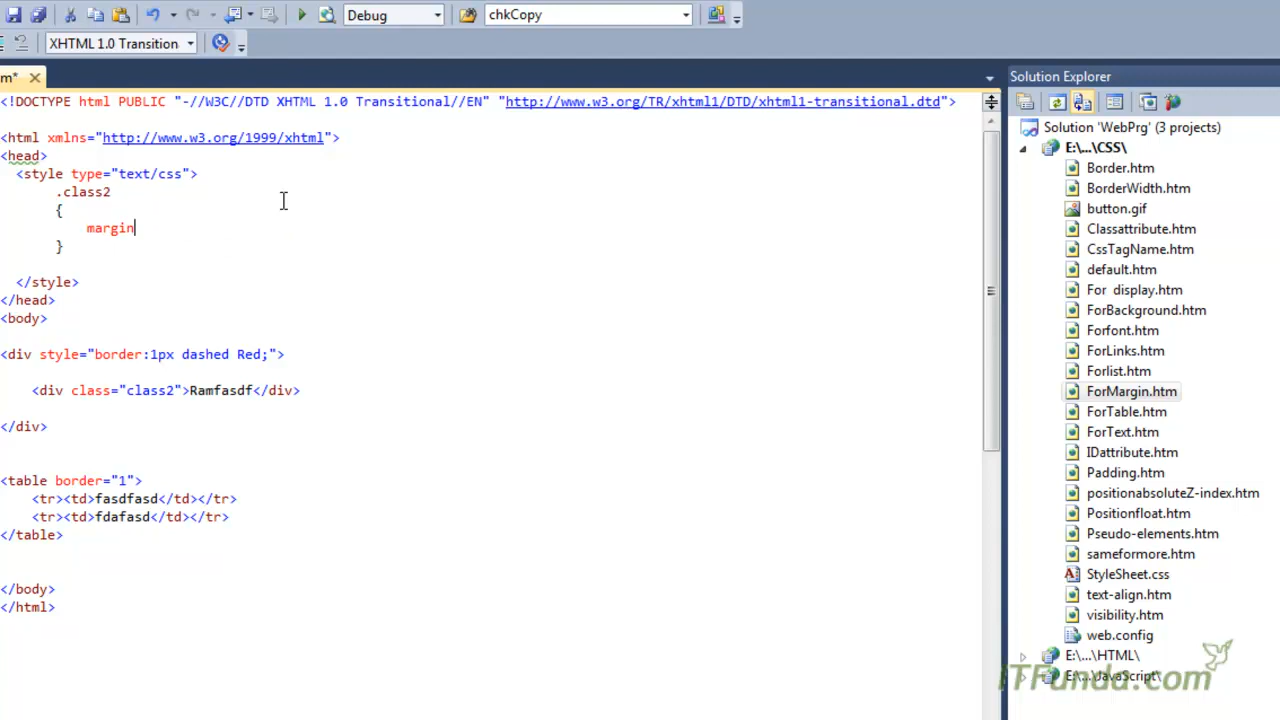 Debug
chkCopy
XHTML 1.0 Transition
m*
<!DOCTYPE html PUBLIC "-//W3C//DTD XHTML 1.0 Transitional//EN" "http://www.w3.org/TR/xhtml1/DTD/xhtml1-transitional.dtd">
<html xmlns="http://www.w3.org/1999/xhtml">
<head>
<style type="text/css">
.class2
{
margin
}
</style>
</head>
<body>
<div style="border:1px dashed Red;">
<div class="class2">Ramfasdf</div>
</div>
<table border="1">
<tr><td>fasdfasd</td></tr>
<tr><td>fdafasd</td></tr>
</table>
</body>
</html>
Solution Explorer
Solution 'WebPrg' (3 projects)
E:\...\CSS\
Border.htm
BorderWidth.htm
button.gif
Classattribute.htm
CssTagName.htm
default.htm
For display.htm
ForBackground.htm
Forfont.htm
ForLinks.htm
Forlist.htm
ForMargin.htm
ForTable.htm
ForText.htm
IDattribute.htm
Padding.htm
positionabsoluteZ-index.htm
Positionfloat.htm
Pseudo-elements.htm
sameformore.htm
StyleSheet.css
text-align.htm
visibility.htm
web.config
E:\...\HTML\
E:\...\JavaScript\
ITFunda.com